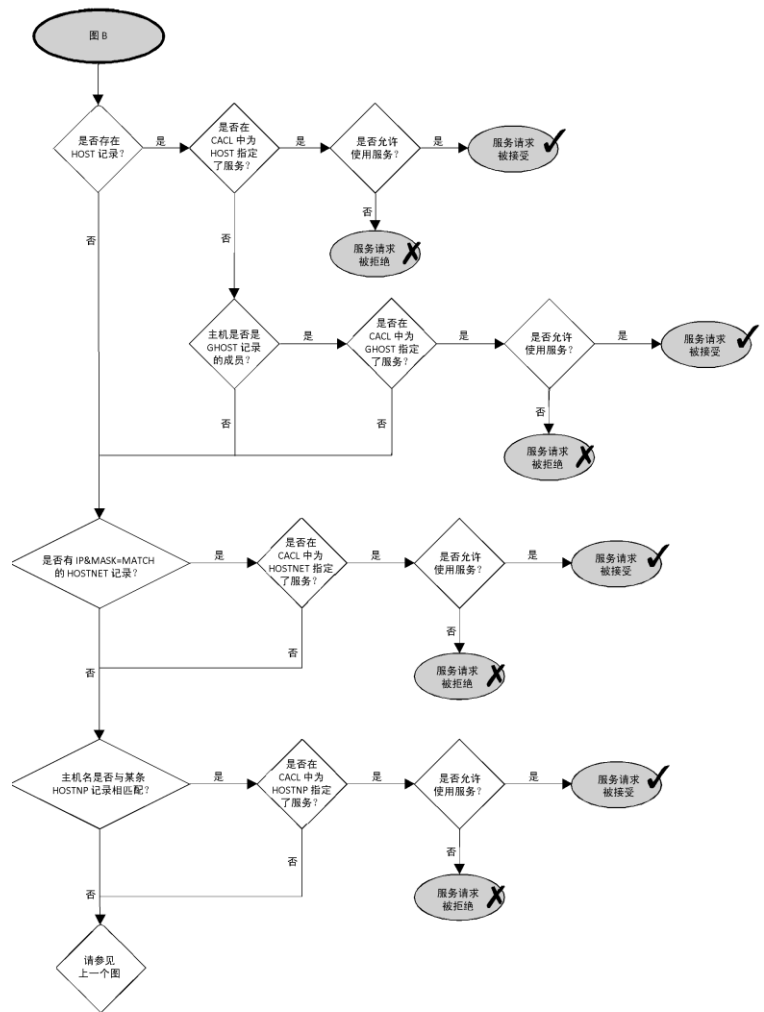 图 B
是否存在
HOST 记录？
是
是否在
CACL 中为
HOST 指定
了服务？
是
是否允许
使用服务？
是
服务请求
被接受
否
服务请求
被拒绝
否
否
主机是否是
GHOST 记录
的成员？
是
是否在
CACL 中为
GHOST 指定
了服务？
是
是否允许
使用服务？
是
服务请求
被接受
否
服务请求
被拒绝
否
否
是否有 IP&MASK=MATCH
的 HOSTNET 记录？
是
是否在
CACL 中为
HOSTNET 指定
了服务？
是
是否允许
使用服务？
是
服务请求
被接受
否
服务请求
被拒绝
否
否
主机名是否与某条
HOSTNP 记录相匹配？
是
是否在
CACL 中为
HOSTNP 指定
了服务？
是
是否允许
使用服务？
是
服务请求
被接受
否
服务请求
被拒绝
否
否
请参见
上一个图